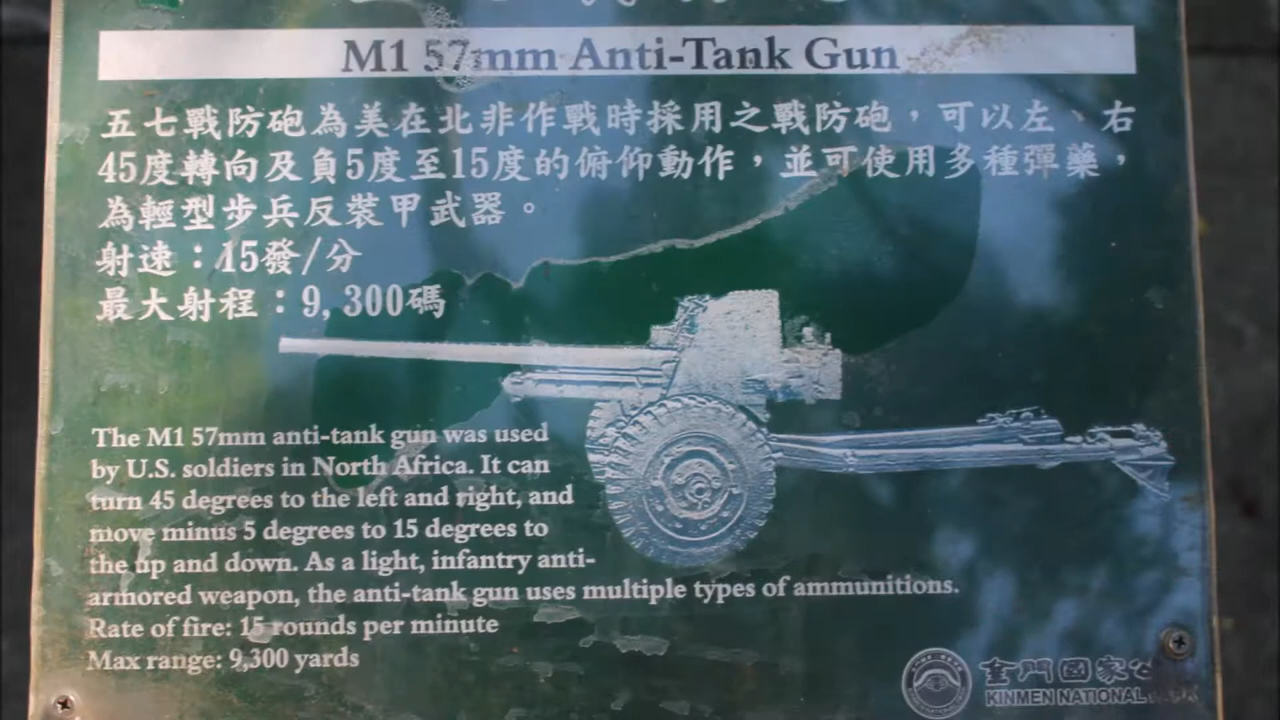 M1 57mm Anti-Tank Gun
五七戰防砲為美在北非作戰時採用之戰防砲，可以左、右
45度轉向及負5度至15度的俯仰動作，並可使用多種彈藥，
為輕型步兵反裝甲武器。
射速：15發/分
最大射程：9,300碼
The M1 57mm anti-tank gun was used
by U.S. soldiers in North Africa. It can
turn 45 degrees to the left and right, and
move minus 5 degrees to 15 degrees to
the up and down. As a light, infantry anti-
armored weapon, the anti-tank gun uses multiple types of ammunitions.
Rate of fire: 15 rounds per minute
Max range: 9,300 yards
金門國家公
KINMEN NATIONAL PARK